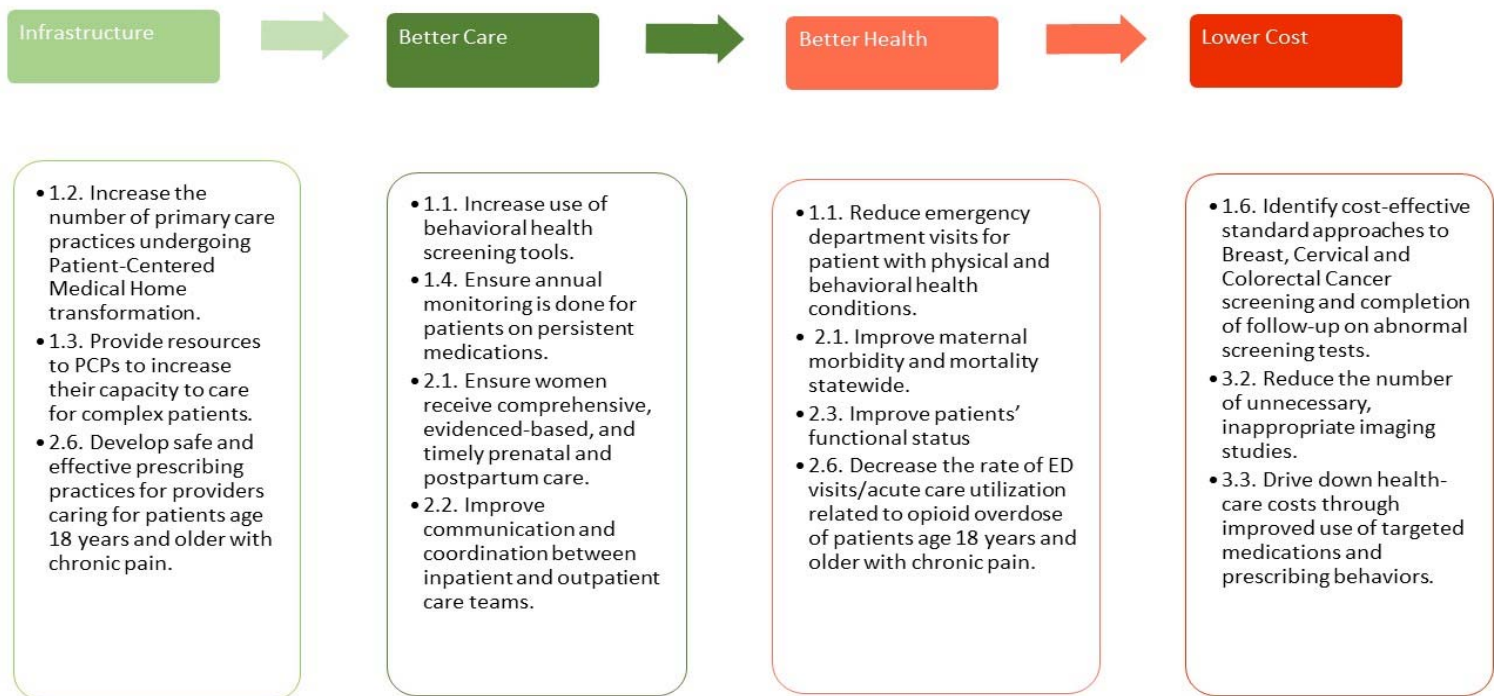 Infrastructure
Better Care
Better Health
Lower Cost
• 1.2. Increase the
number of primary care
practices undergoing
Patient-Centered
Medical Home
transformation.
• 1.3. Provide resources
to PCPs to increase
their capacity to care
for complex patients.
• 2.6. Develop safe and
effective prescribing
practices for providers
caring for patients age
18 years and older with
chronic pain.
• 1.1. Increase use of
behavioral health
screening tools.
• 1.4. Ensure annual
monitoring is done for
patients on persistent
medications.
• 2.1. Ensure women
receive comprehensive,
evidenced-based, and
timely prenatal and
postpartum care.
• 2.2. Improve
communication and
coordination between
inpatient and outpatient
care teams.
• 1.1. Reduce emergency
department visits for
patient with physical and
behavioral health
conditions.
• 2.1. Improve maternal
morbidity and mortality
statewide.
• 2.3. Improve patients’
functional status
• 2.6. Decrease the rate of ED
visits/acute care utilization
related to opioid overdose
of patients age 18 years and
older with chronic pain.
• 1.6. Identify cost-effective
standard approaches to
Breast, Cervical and
Colorectal Cancer
screening and completion
of follow-up on abnormal
screening tests.
• 3.2. Reduce the number
of unnecessary,
inappropriate imaging
studies.
• 3.3. Drive down health-
care costs through
improved use of targeted
medications and
prescribing behaviors.